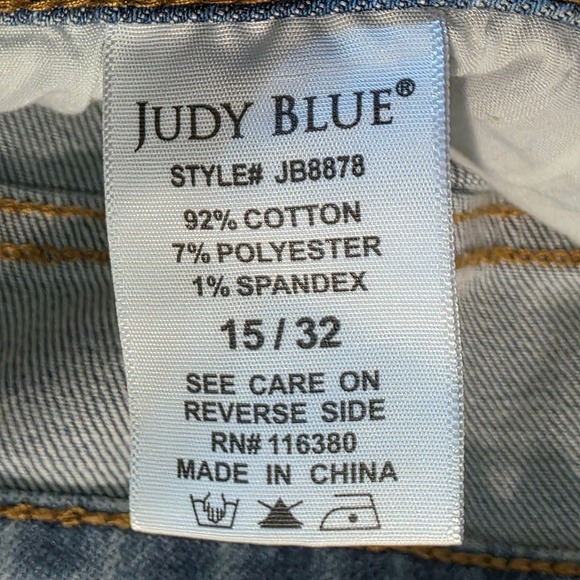 JUDY BLUE®
STYLE# JB8878
92% COTTON
7% POLYESTER
1% SPANDEX
15 / 32
SEE CARE ON
REVERSE SIDE
RN# 116380
MADE IN CHINA